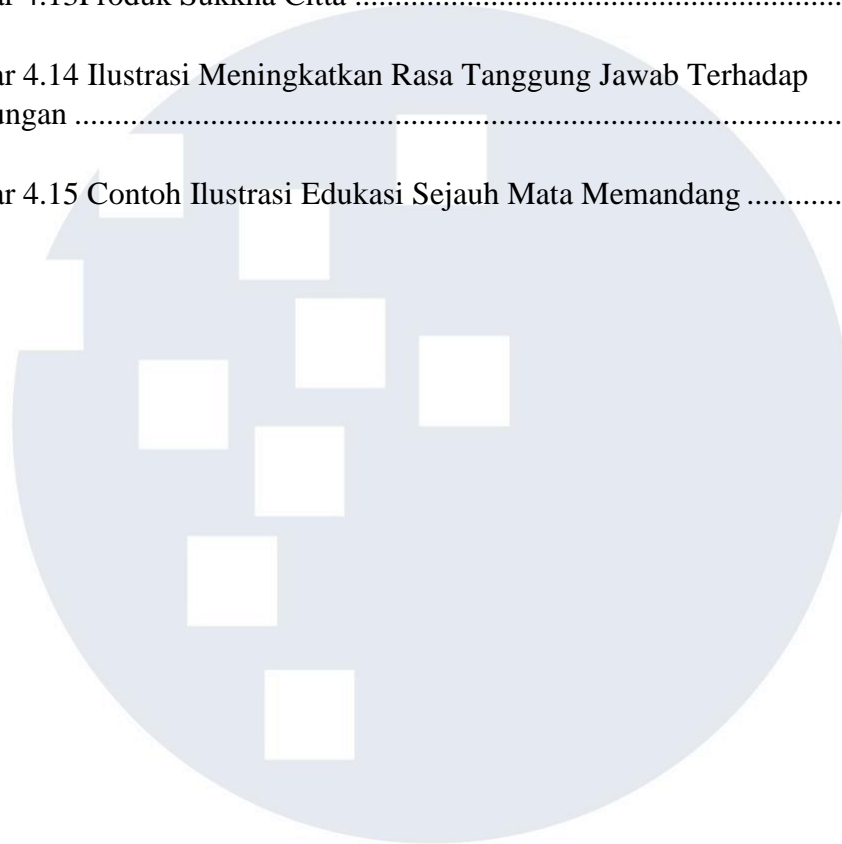 ar 4.13Produk Sukkha Citta ..............................................................
ar 4.14 Ilustrasi Meningkatkan Rasa Tanggung Jawab Terhadap
ungan .................................................................................................
ar 4.15 Contoh Ilustrasi Edukasi Sejauh Mata Memandang ............